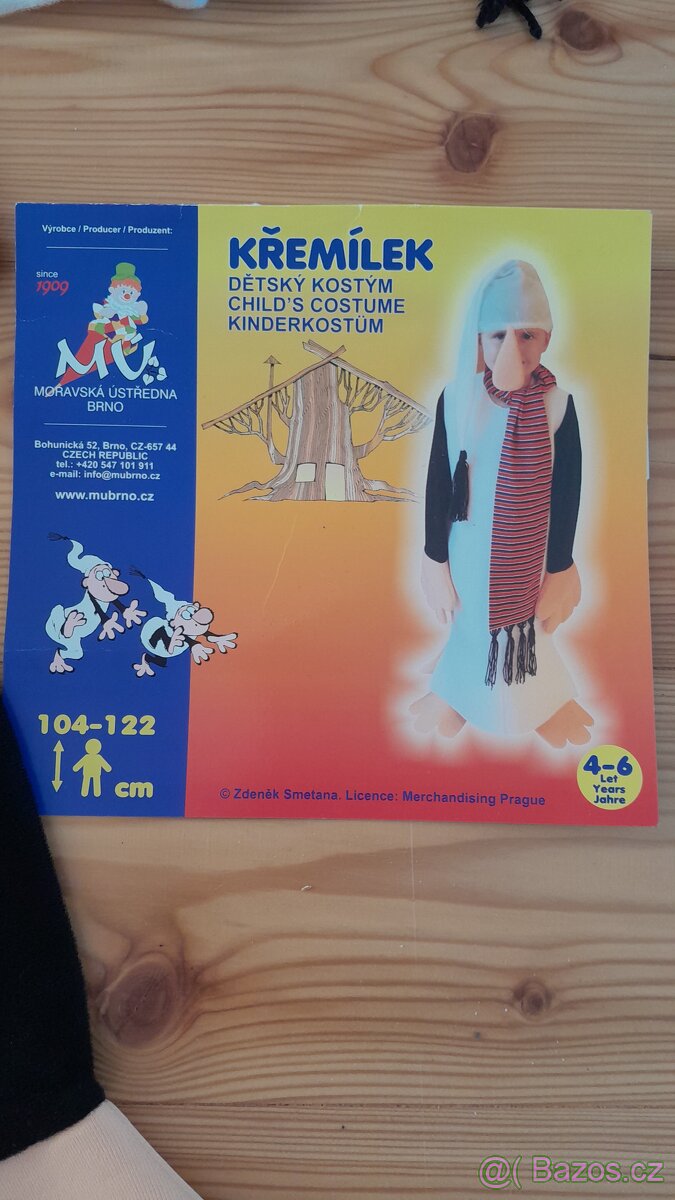 Výrobce / Producer / Produzent:
since
1909
MÚ
MORAVSKÁ ÚSTŘEDNA
BRNO
Bohunická 52, Brno, CZ-657 44
CZECH REPUBLIC
tel.: +420 547 101 911
e-mail: info@mubrno.cz
www.mubrno.cz
104-122
cm
KŘEMÍLEK
DĚTSKÝ KOSTÝM
CHILD'S COSTUME
KINDERKOSTÜM
4-6
Let
Years
Jahre
© Zdeněk Smetana. Licence: Merchandising Prague
@( Bazos.cz